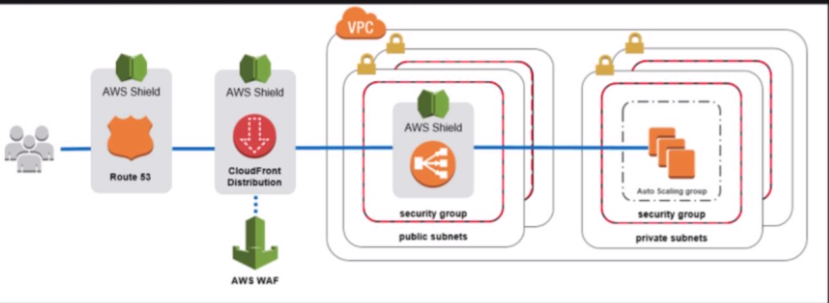 VPC
AWS Shield
Route 53
AWS Shield
CloudFront
Distribution
AWS WAF
AWS Shield
security group
public subnets
Auto Scaling group
security group
private subnets